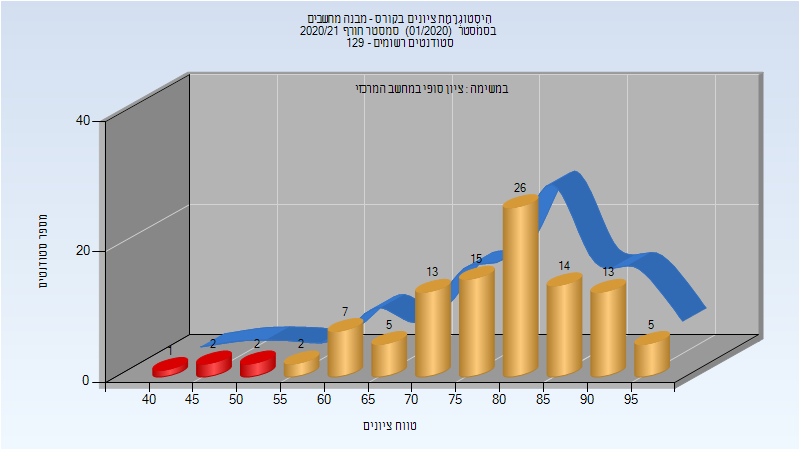 היסטוגרמת ציונים בקורס - מבנה מחשבים
בסמסטר (01/2020) סמסטר חורף 2020/21
סטודנטים רשומים - 129
במשימה : ציון סופי במחשב המרכזי
מספר סטודנטים
40
20
0
1
2
2
2
7
5
13
15
26
14
13
5
40 45 50 55 60 65 70 75 80 85 90 95
טווח ציונים